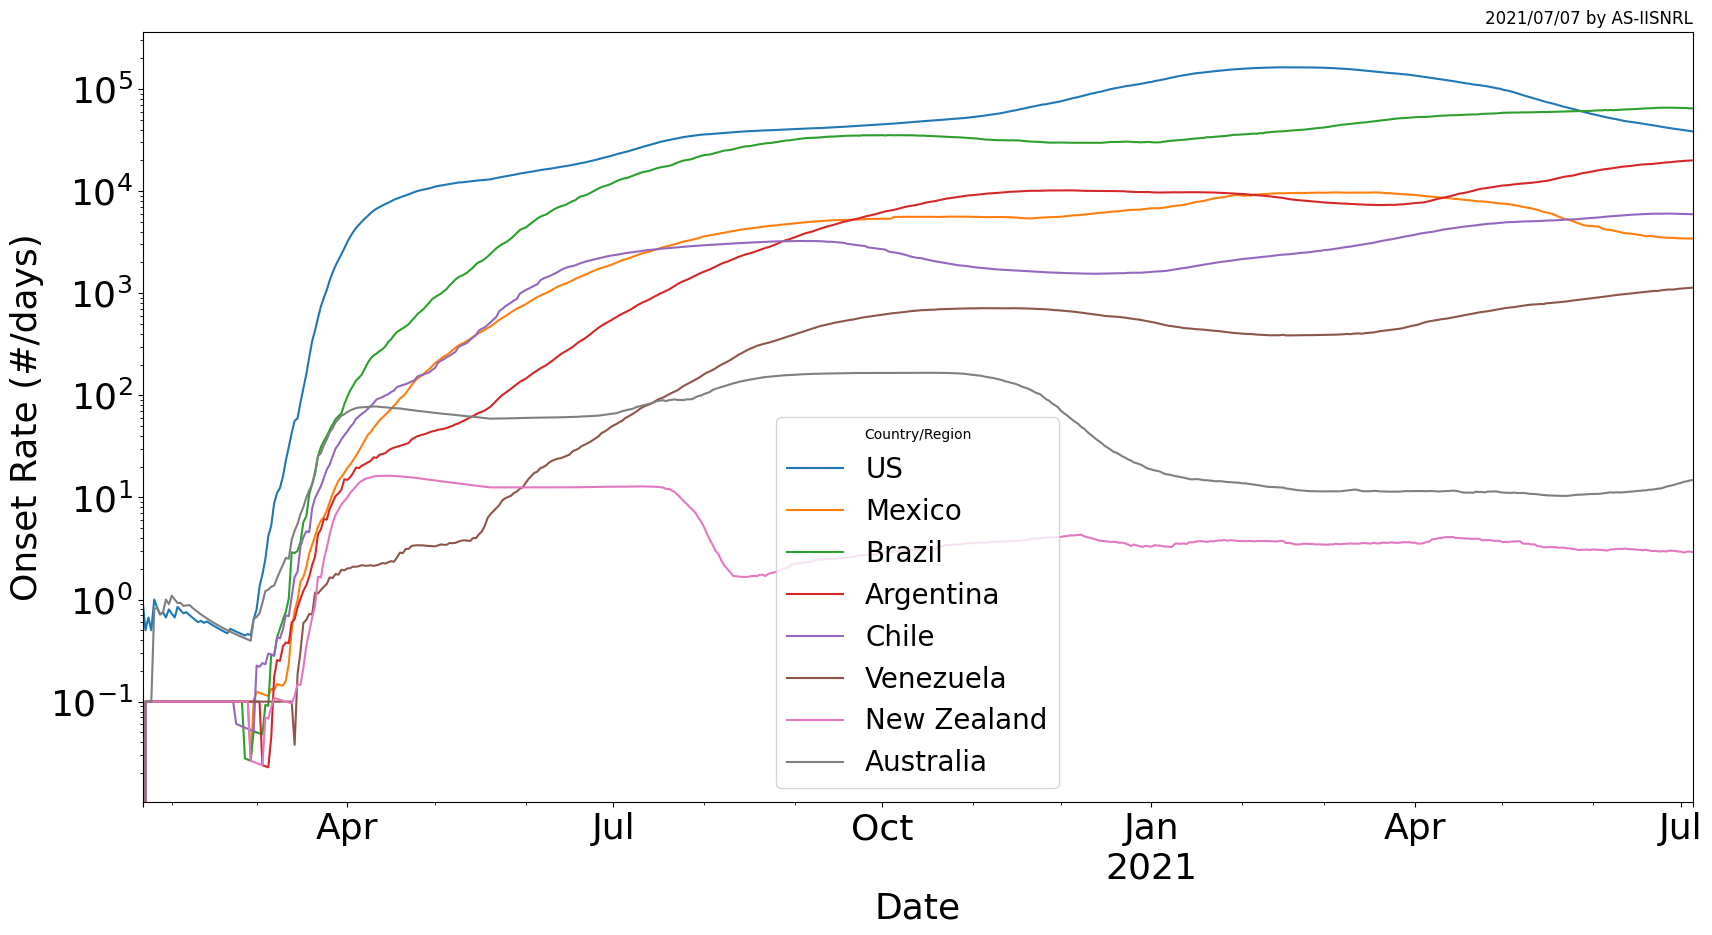 2021/07/07 by AS-IISNRL
Onset Rate (#/days)
10^5
10^4
10^3
10^2
10^1
10^0
10^-1
Country/Region
US
Mexico
Brazil
Argentina
Chile
Venezuela
New Zealand
Australia
Apr Jul Oct Jan Apr Jul
2021
Date